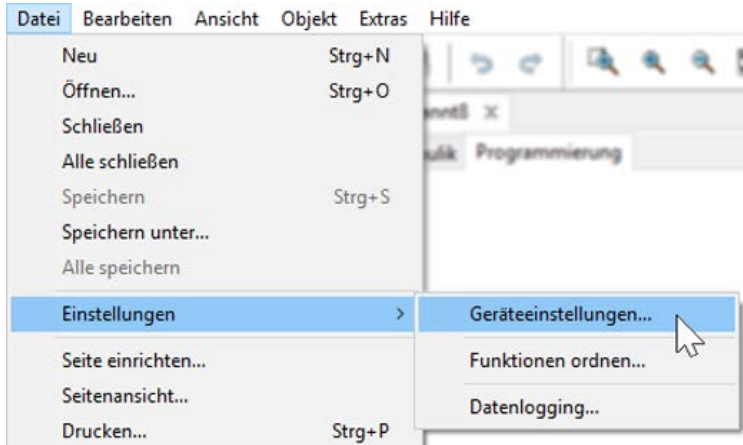 Datei Bearbeiten Ansicht Objekt Extras Hilfe
Neu Strg+N
Öffnen... Strg+O
Schließen
Alle schließen
Speichern Strg+S
Speichern unter...
Alle speichern
Einstellungen >
Seite einrichten...
Seitenansicht...
Drucken... Strg+P
Geräteeinstellungen...
Funktionen ordnen...
Datenlogging...
Programmierung